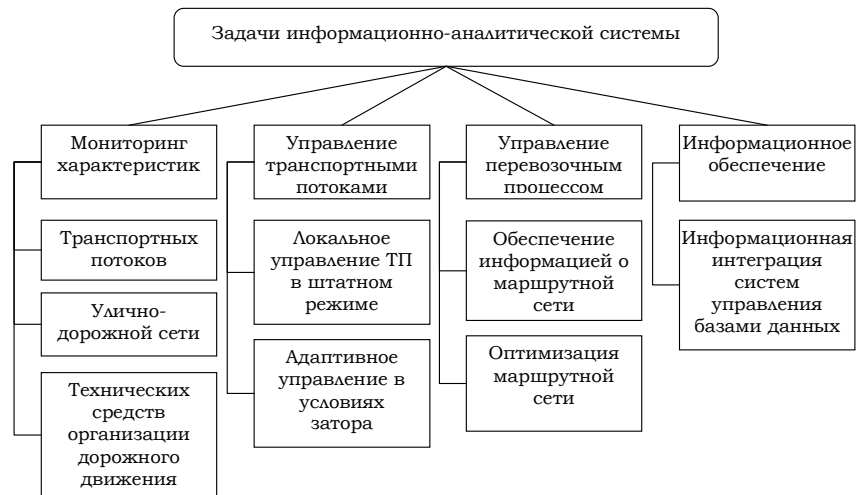 Задачи информационно-аналитической системы
Мониторинг
характеристик
Транспортных
потоков
Улично-
дорожной сети
Технических
средств
организации
дорожного
движения
Управление
транспортными
потоками
Локальное
управление ТП
в штатном
режиме
Адаптивное
управление в
условиях
затора
Управление
перевозочным
процессом
Обеспечение
информацией о
маршрутной
сети
Оптимизация
маршрутной
сети
Информационное
обеспечение
Информационная
интеграция
систем
управления
базами данных